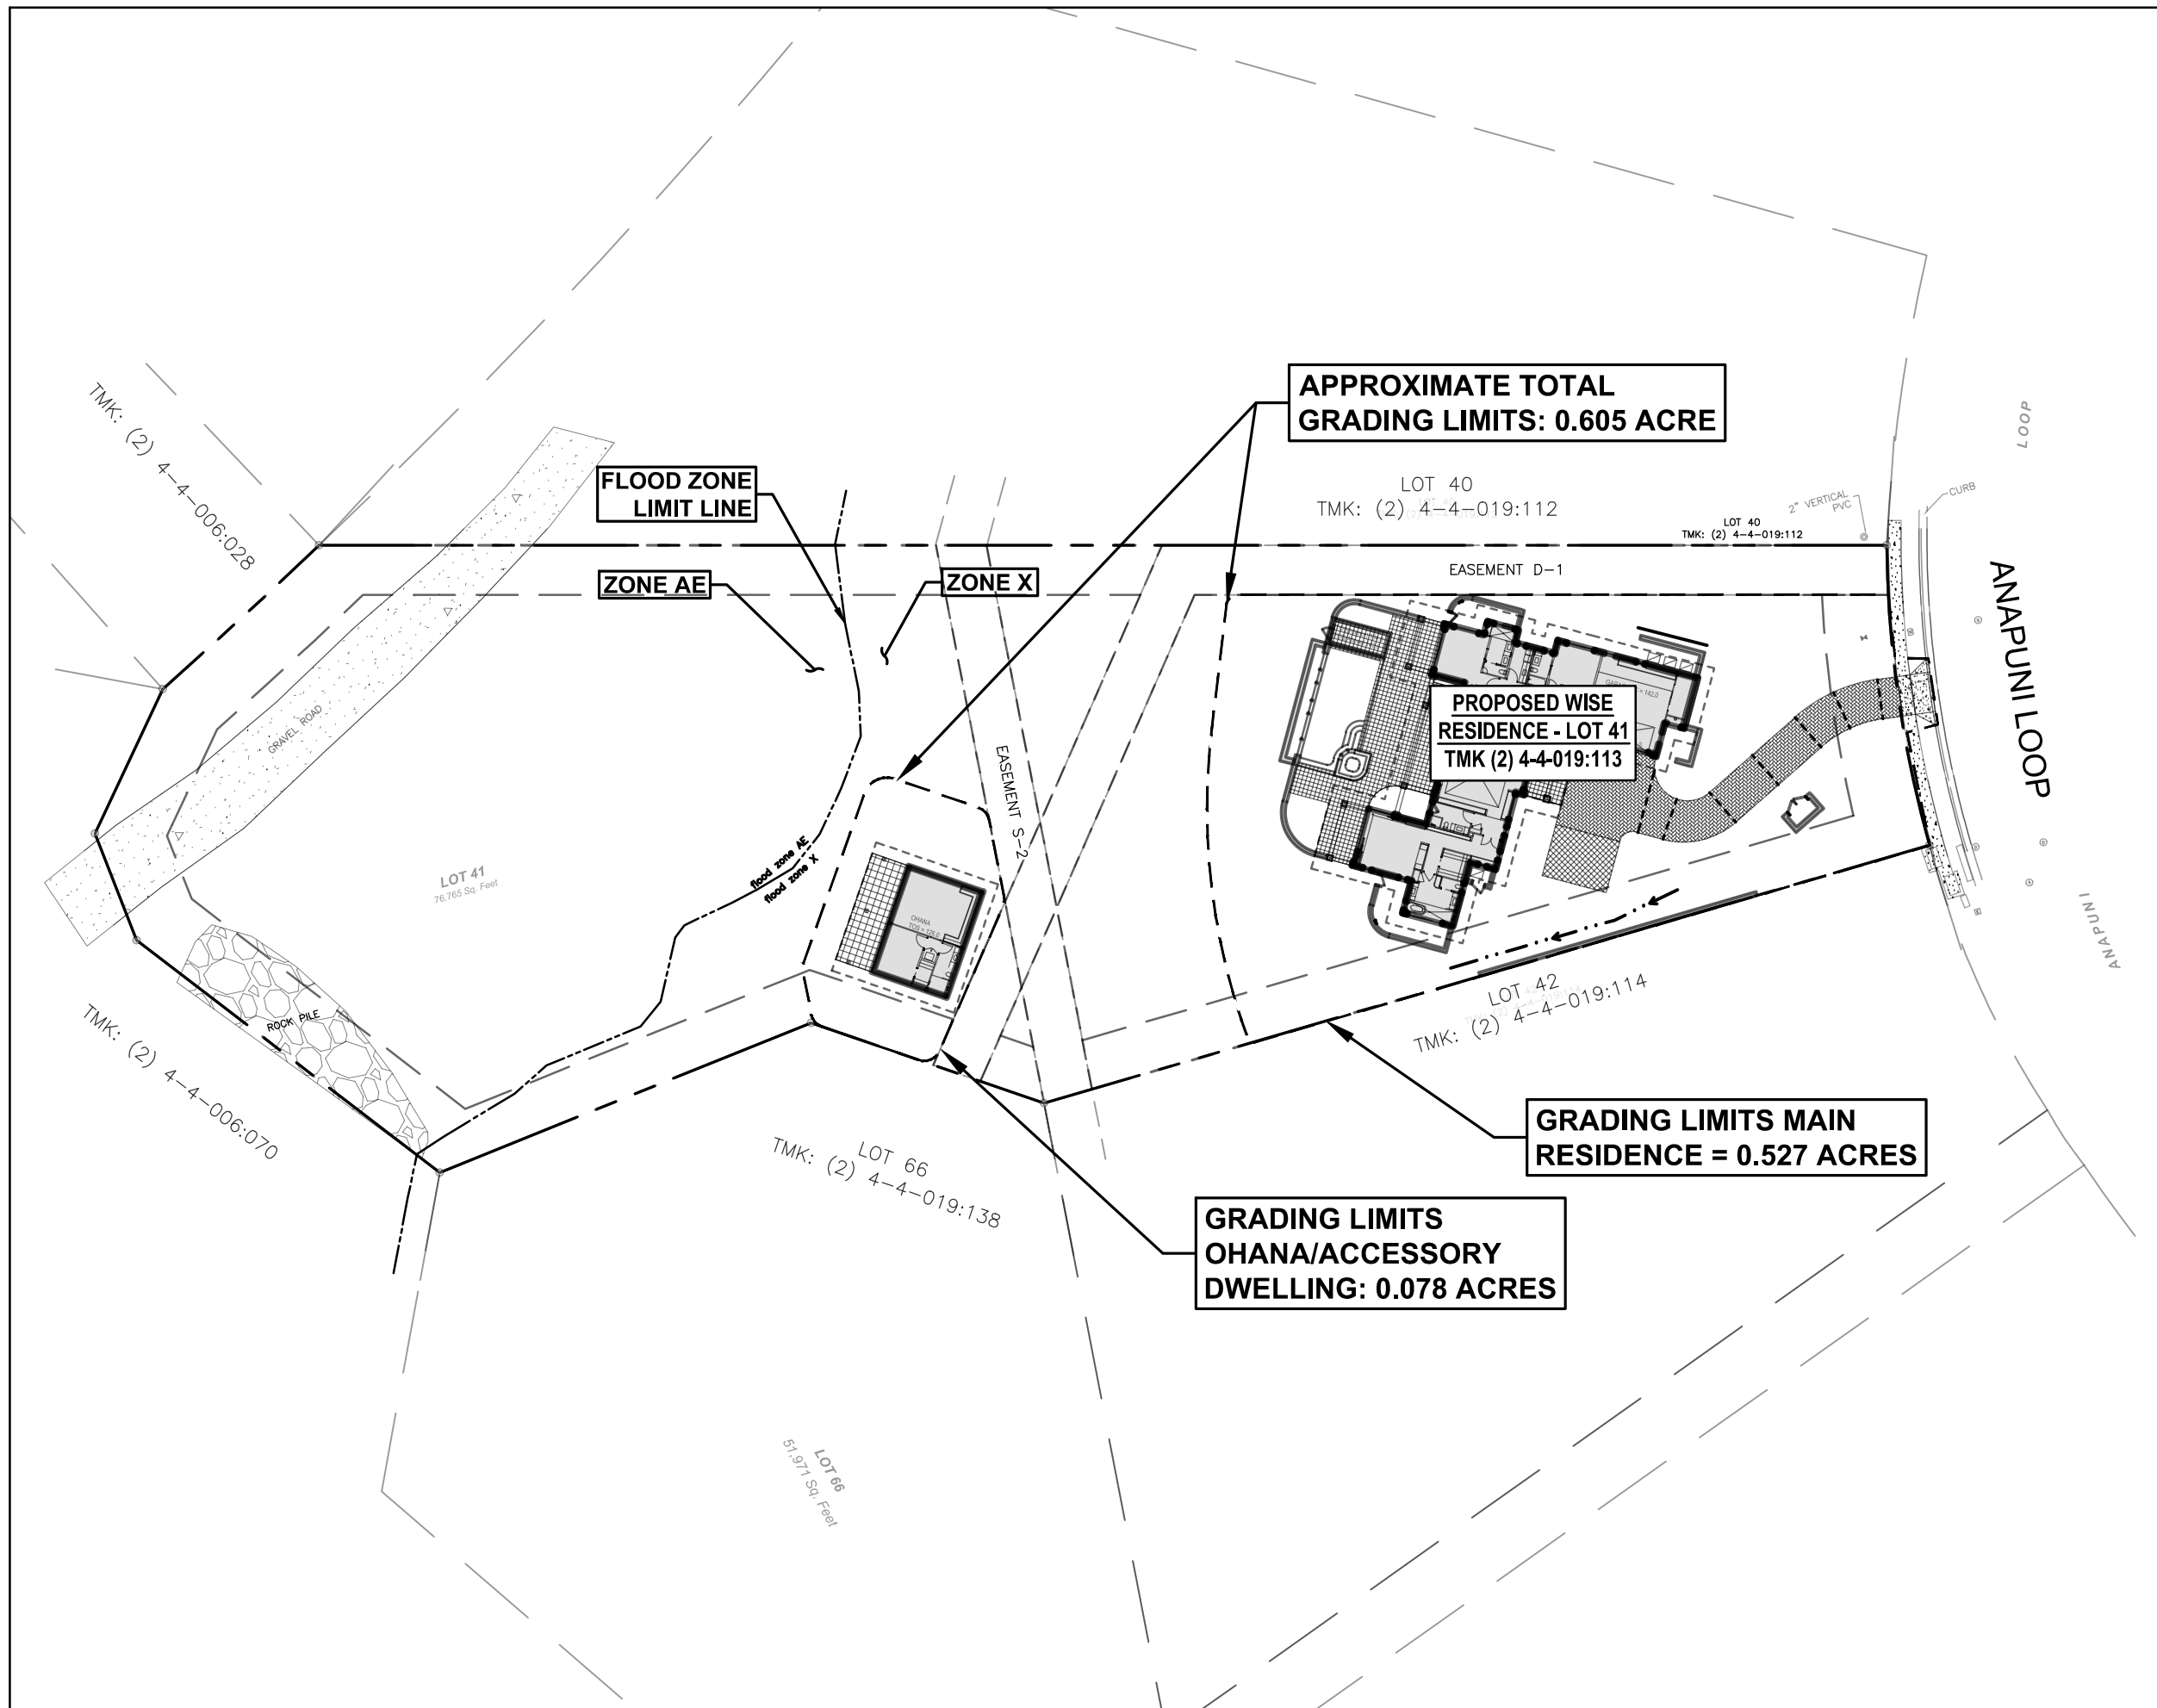 APPROXIMATE TOTAL
GRADING LIMITS: 0.605 ACRE
LOOP
TMK: (2) 4-4-006:028
FLOOD ZONE
LIMIT LINE
LOT 40
TMK: (2) 4-4-019:112
2" VERTICAL
PVC
CURB
LOT 40
TMK: (2) 4-4-019:112
ZONE AE
ZONE X
EASEMENT D-1
ANAPUNI LOOP
GRAVEL ROAD
PROPOSED WISE
RESIDENCE - LOT 41
TMK (2) 4-4-019:113
EASEMENT S-2
flood zone AE
flood zone X
LOT 41
76,765 Sq. Feet
OHANA
TOS = 126.0
ANAPUNI
LOT 42
TMK: (2) 4-4-019:114
ROCK PILE
TMK: (2) 4-4-006:070
GRADING LIMITS MAIN
RESIDENCE = 0.527 ACRES
LOT 66
TMK: (2) 4-4-019:138
GRADING LIMITS
OHANA/ACCESSORY
DWELLING: 0.078 ACRES
LOT 66
51,971 Sq. Feet